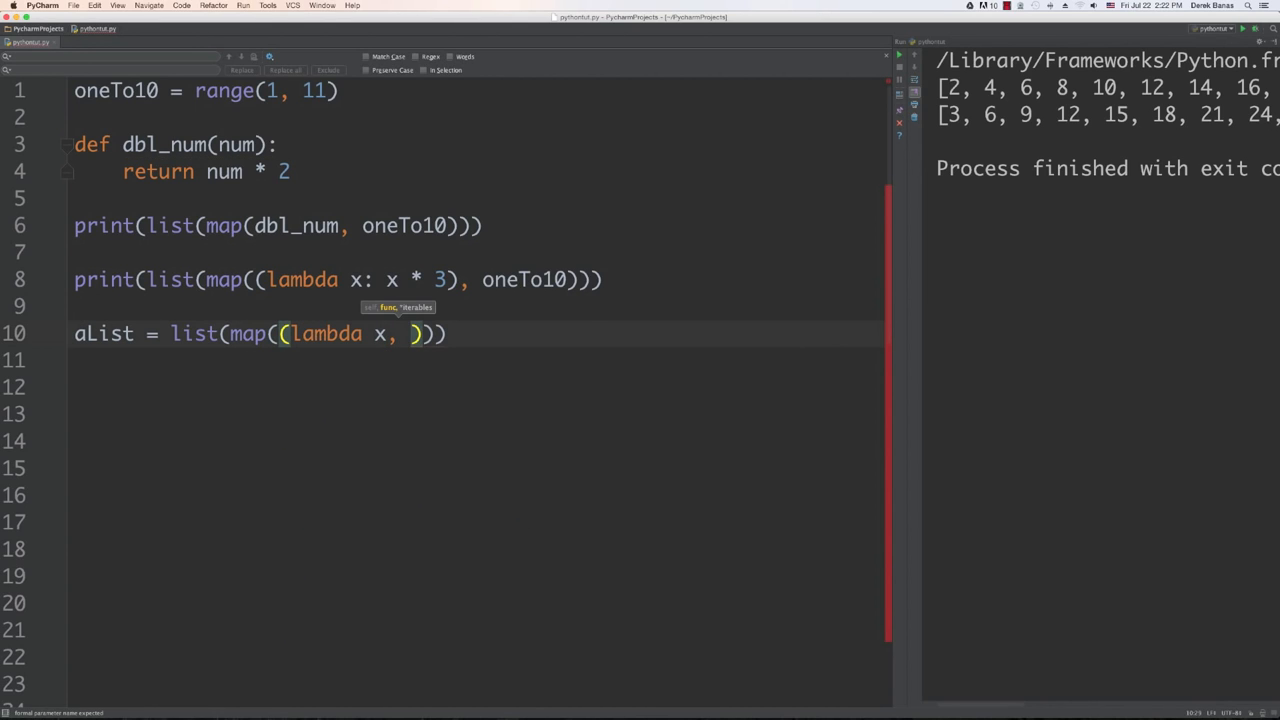 PyCharm File Edit View Navigate Code Refactor Run Tools VCS Window Help
10 Fri Jul 22 2:22 PM Derek Banas
pythontut.py - PycharmProjects - [~/PycharmProjects]
PycharmProjects pythontut.py pythontut
pythontut.py Run pythontut
Match Case Regex Words
Replace Replace all Exclude Preserve Case In Selection
1 oneTo10 = range(1, 11)
2
3 def dbl_num(num):
4 return num * 2
5
6 print(list(map(dbl_num, oneTo10)))
7
8 print(list(map((lambda x: x * 3), oneTo10)))
9
self, func, *iterables
10 aList = list(map((lambda x, )))
11
12
13
14
15
16
17
18
19
20
21
22
23
24
/Library/Frameworks/Python.fr
[2, 4, 6, 8, 10, 12, 14, 16,
[3, 6, 9, 12, 15, 18, 21, 24,
Process finished with exit co
formal parameter name expected
10:29 LF≑ UTF-8≑